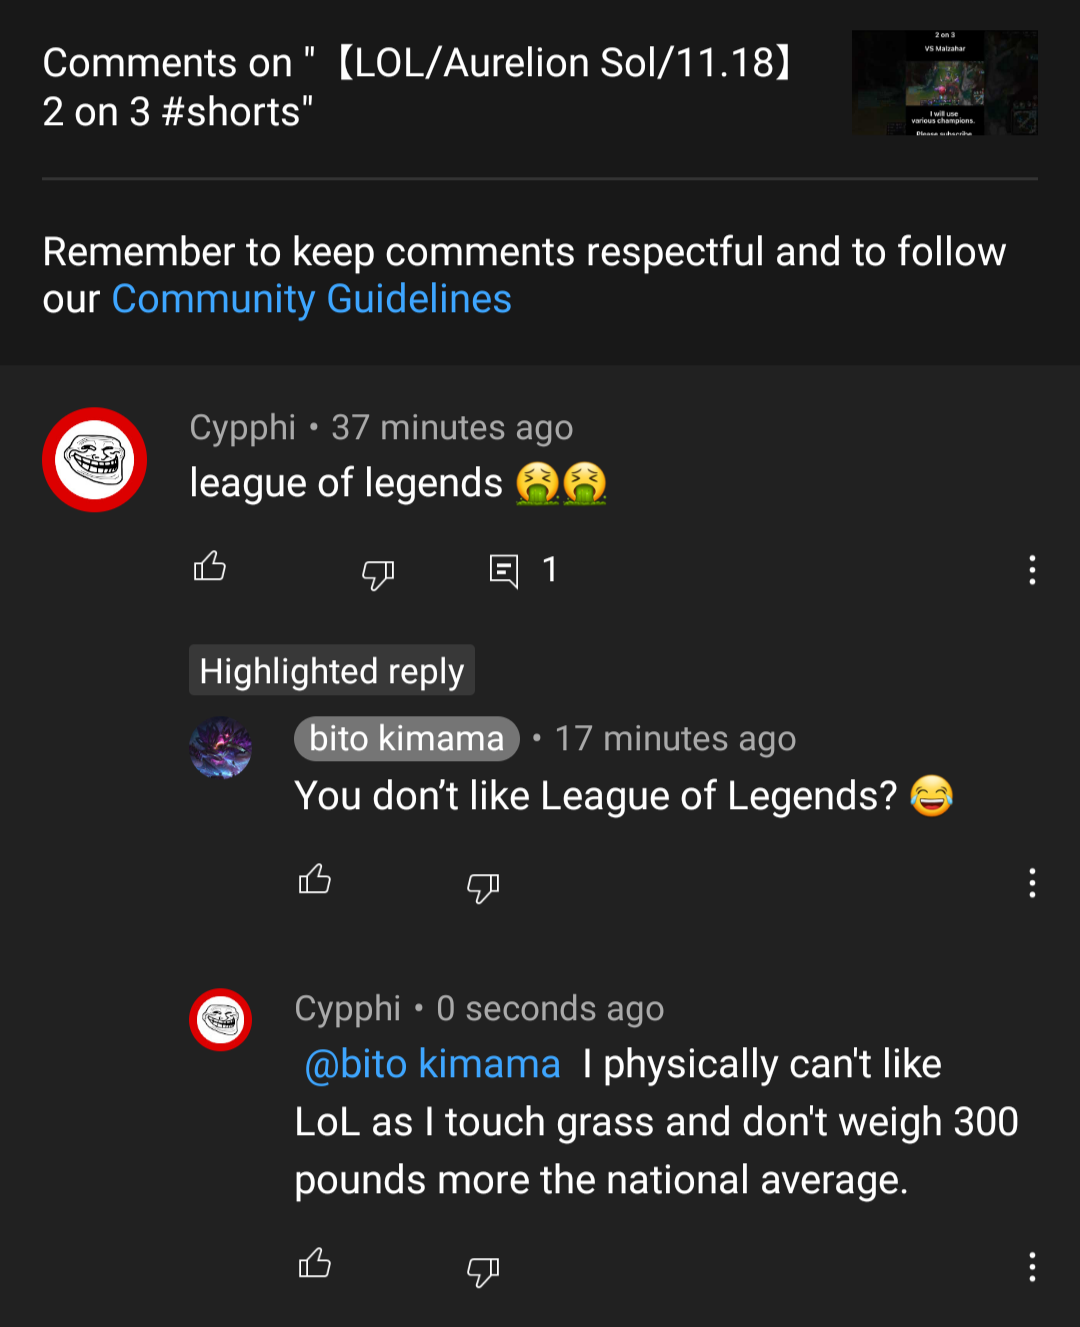 Comments on "【LOL/Aurelion Sol/11.18】
2 on 3 #shorts"
2 on 3
VS Malzahar
I will use
various champions.
Please subscribe
Remember to keep comments respectful and to follow
our Community Guidelines
Cypphi • 37 minutes ago
league of legends 🤮🤮
1
Highlighted reply
bito kimama • 17 minutes ago
You don’t like League of Legends? 😂
Cypphi • 0 seconds ago
@bito kimama I physically can't like
LoL as I touch grass and don't weigh 300
pounds more the national average.